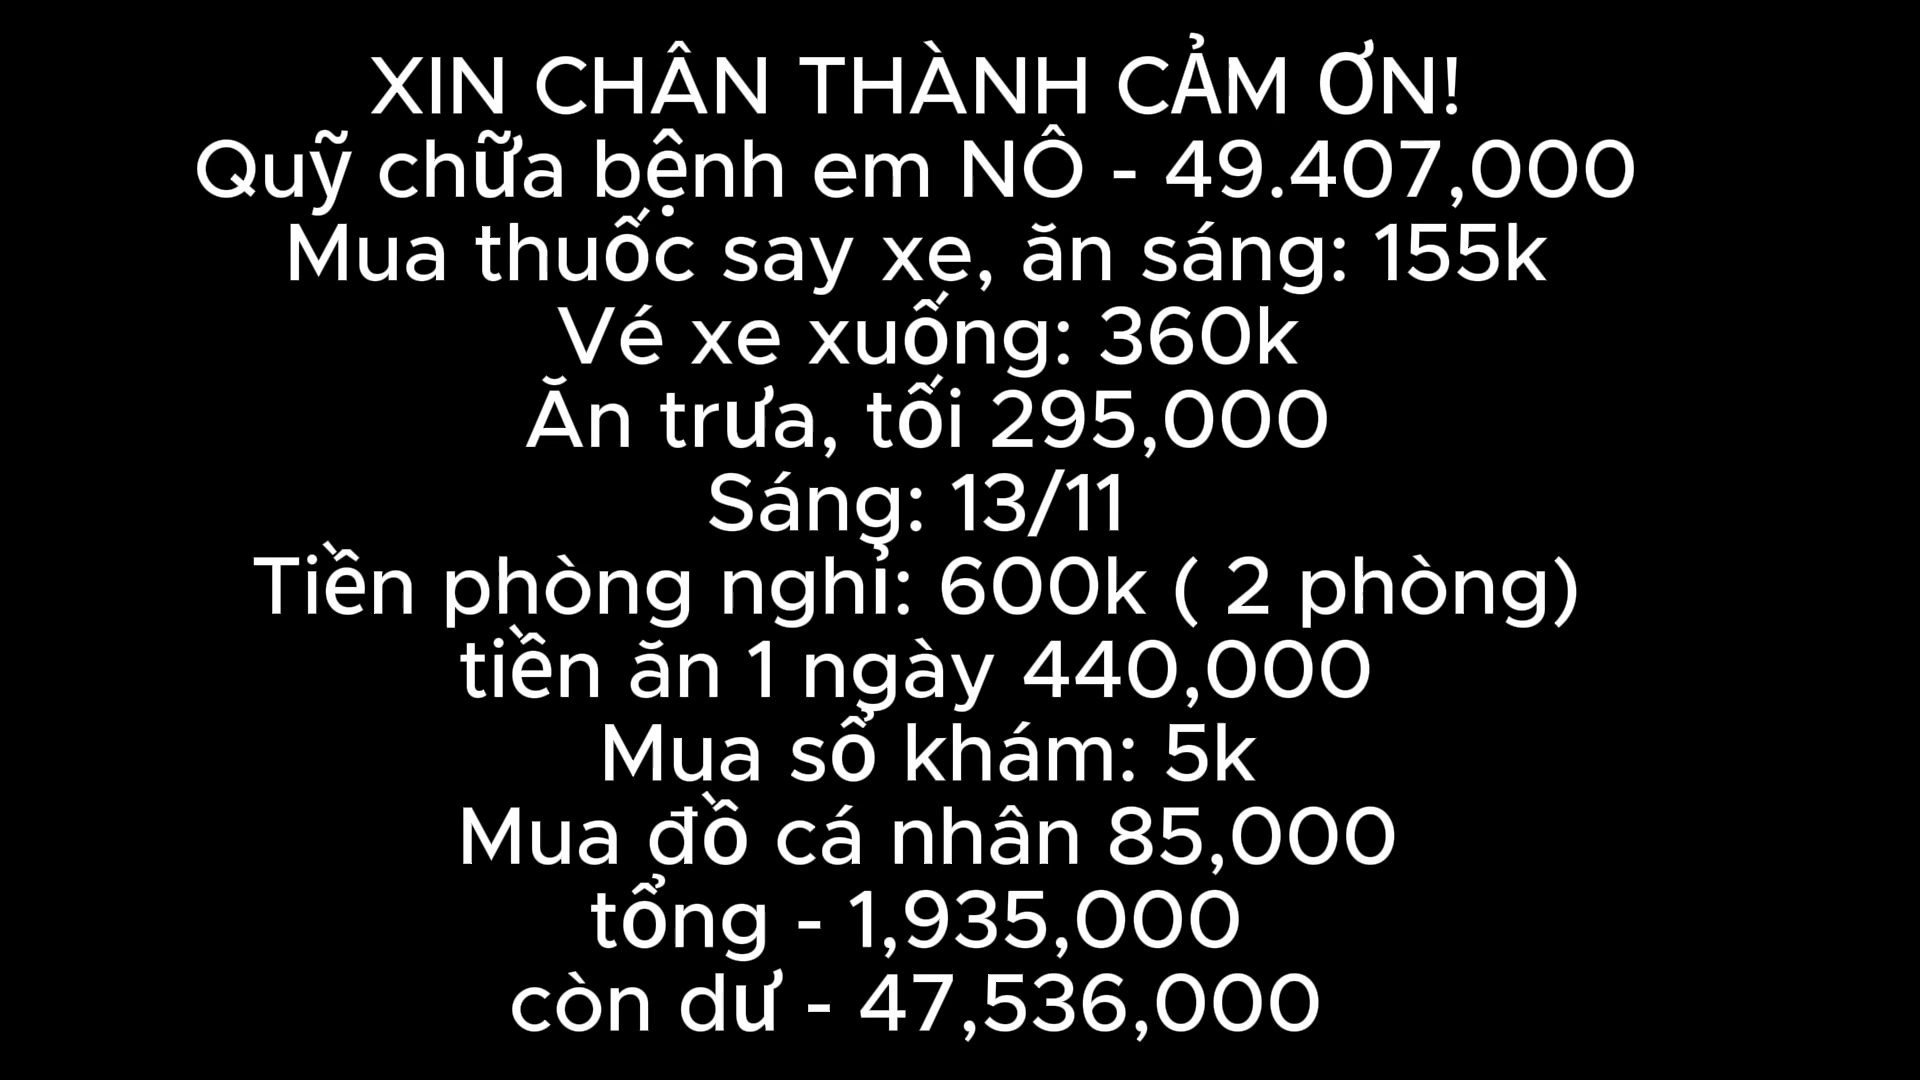 XIN CHÂN THÀNH CẢM ƠN!
Quỹ chữa bệnh em NÔ - 49.407,000
Mua thuốc say xe, ăn sáng: 155k
Vé xe xuống: 360k
Ăn trưa, tối 295,000
Sáng: 13/11
Tiền phòng nghỉ: 600k ( 2 phòng)
tiền ăn 1 ngày 440,000
Mua sổ khám: 5k
Mua đồ cá nhân 85,000
tổng - 1,935,000
còn dư - 47,536,000